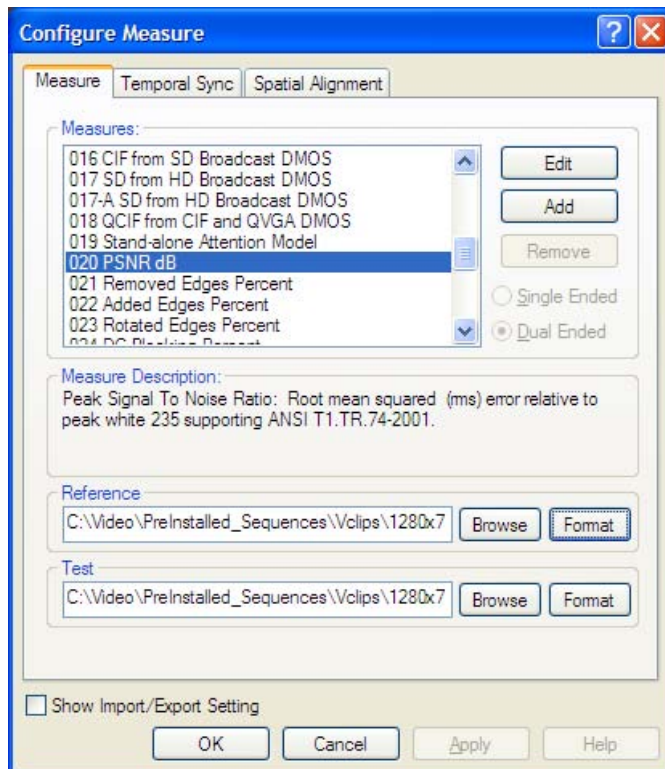 Configure Measure
Measure
Temporal Sync
Spatial Alignment
Measures:
016 CIF from SD Broadcast DMOS
017 SD from HD Broadcast DMOS
017-A SD from HD Broadcast DMOS
018 QCIF from CIF and QVGA DMOS
019 Stand-alone Attention Model
020 PSNR dB
021 Removed Edges Percent
022 Added Edges Percent
023 Rotated Edges Percent
024 DC Blocking Percent
Edit
Add
Remove
Single Ended
Dual Ended
Measure Description:
Peak Signal To Noise Ratio: Root mean squared (rms) error relative to
peak white 235 supporting ANSI T1.TR.74-2001.
Reference
C:\Video\PreInstalled_Sequences\Vclips\1280x7
Browse
Format
Test
C:\Video\PreInstalled_Sequences\Vclips\1280x7
Browse
Format
Show Import/Export Setting
OK
Cancel
Apply
Help